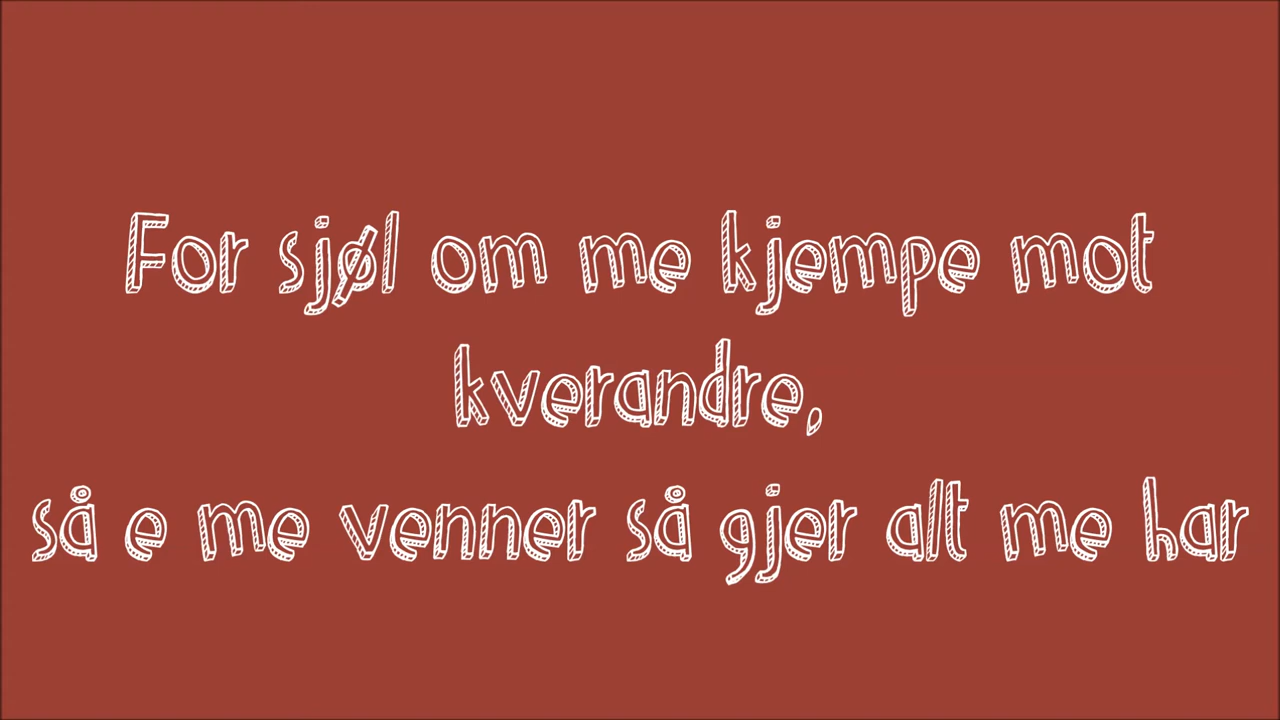 For sjøl om me kjempe mot
kverandre,
så e me venner så gjer alt me har